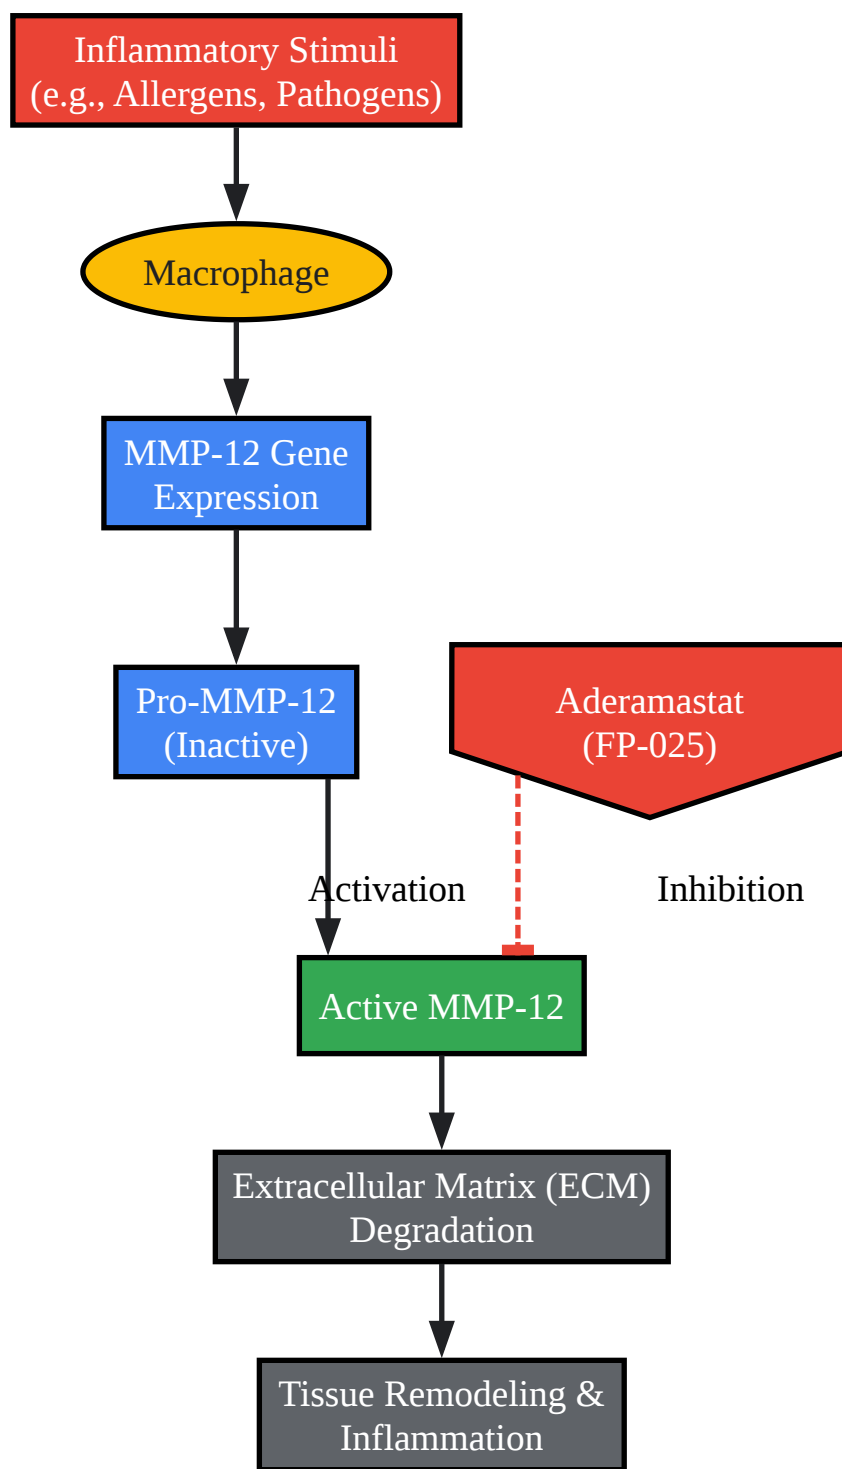 Inflammatory Stimuli
(e.g., Allergens, Pathogens)
Macrophage
MMP-12 Gene
Expression
Pro-MMP-12
(Inactive)
Aderamastat
(FP-025)
Activation
Inhibition
Active MMP-12
Extracellular Matrix (ECM)
Degradation
Tissue Remodeling &
Inflammation